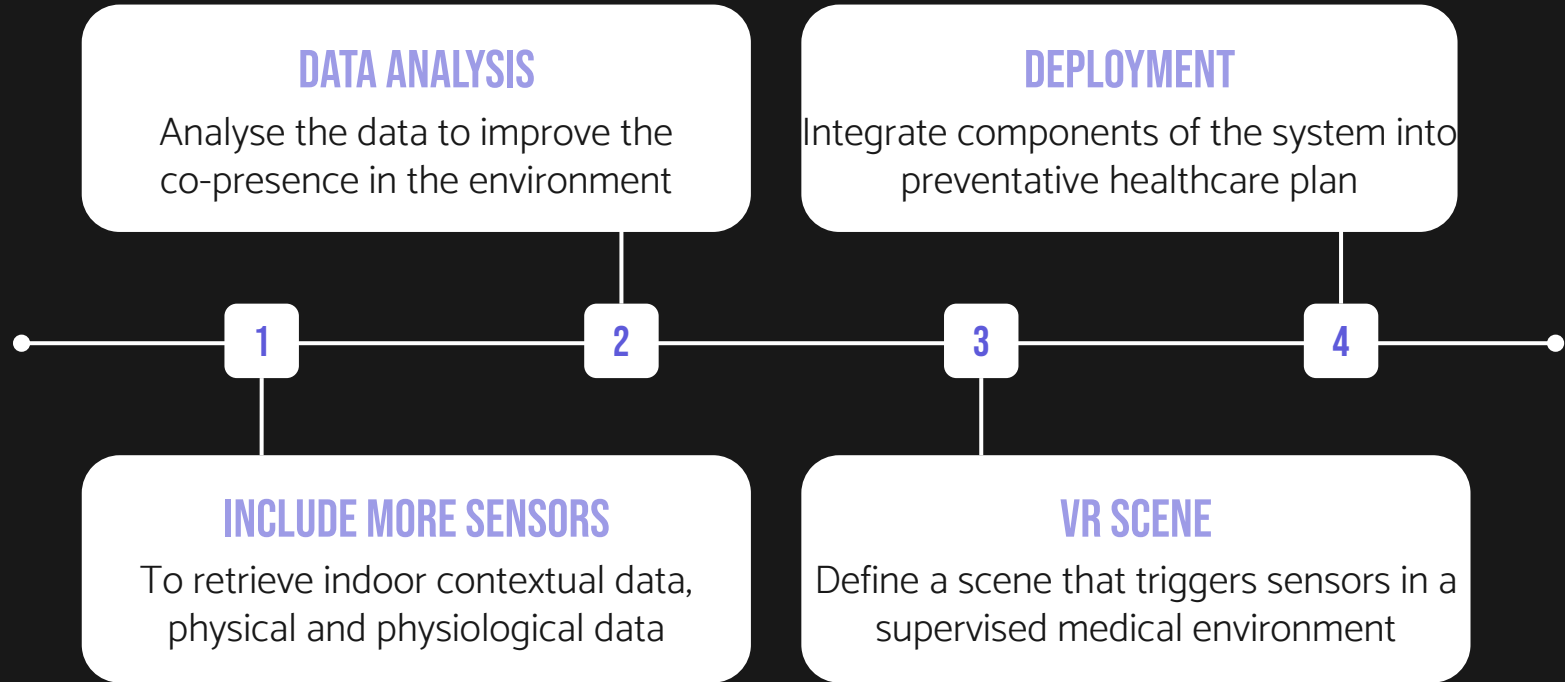 DATA ANALYSIS
Analyse the data to improve the
co-presence in the environment
DEPLOYMENT
Integrate components of the system into
preventative healthcare plan
1
2
3
4
INCLUDE MORE SENSORS
To retrieve indoor contextual data,
physical and physiological data
VR SCENE
Define a scene that triggers sensors in a
supervised medical environment